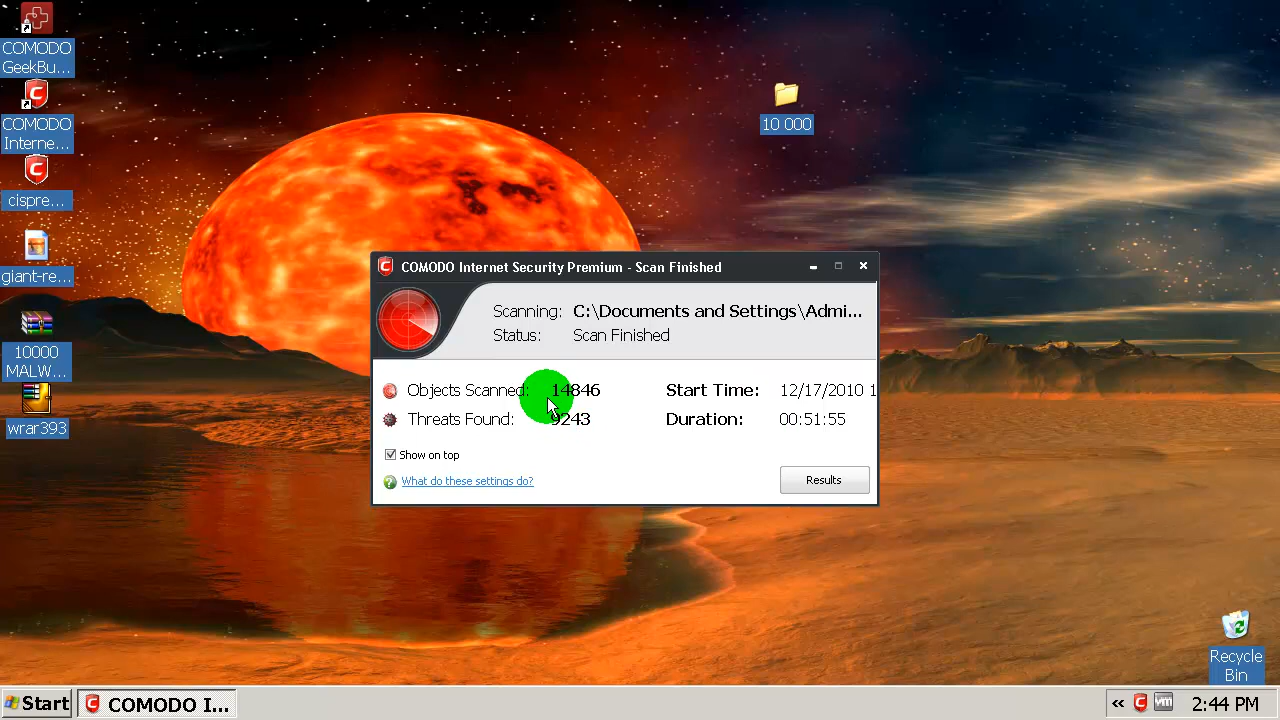 COMODO
GeekBu...
COMODO
Interne...
cispre...
giant-re...
10000
MALW...
wrar393
10 000
COMODO Internet Security Premium - Scan Finished
Scanning: C:\Documents and Settings\Admi...
Status: Scan Finished
Objects Scanned: 14846
Start Time: 12/17/2010 1
Threats Found: 9243
Duration: 00:51:55
Show on top
What do these settings do?
Results
Recycle
Bin
Start
COMODO I...
vm
2:44 PM